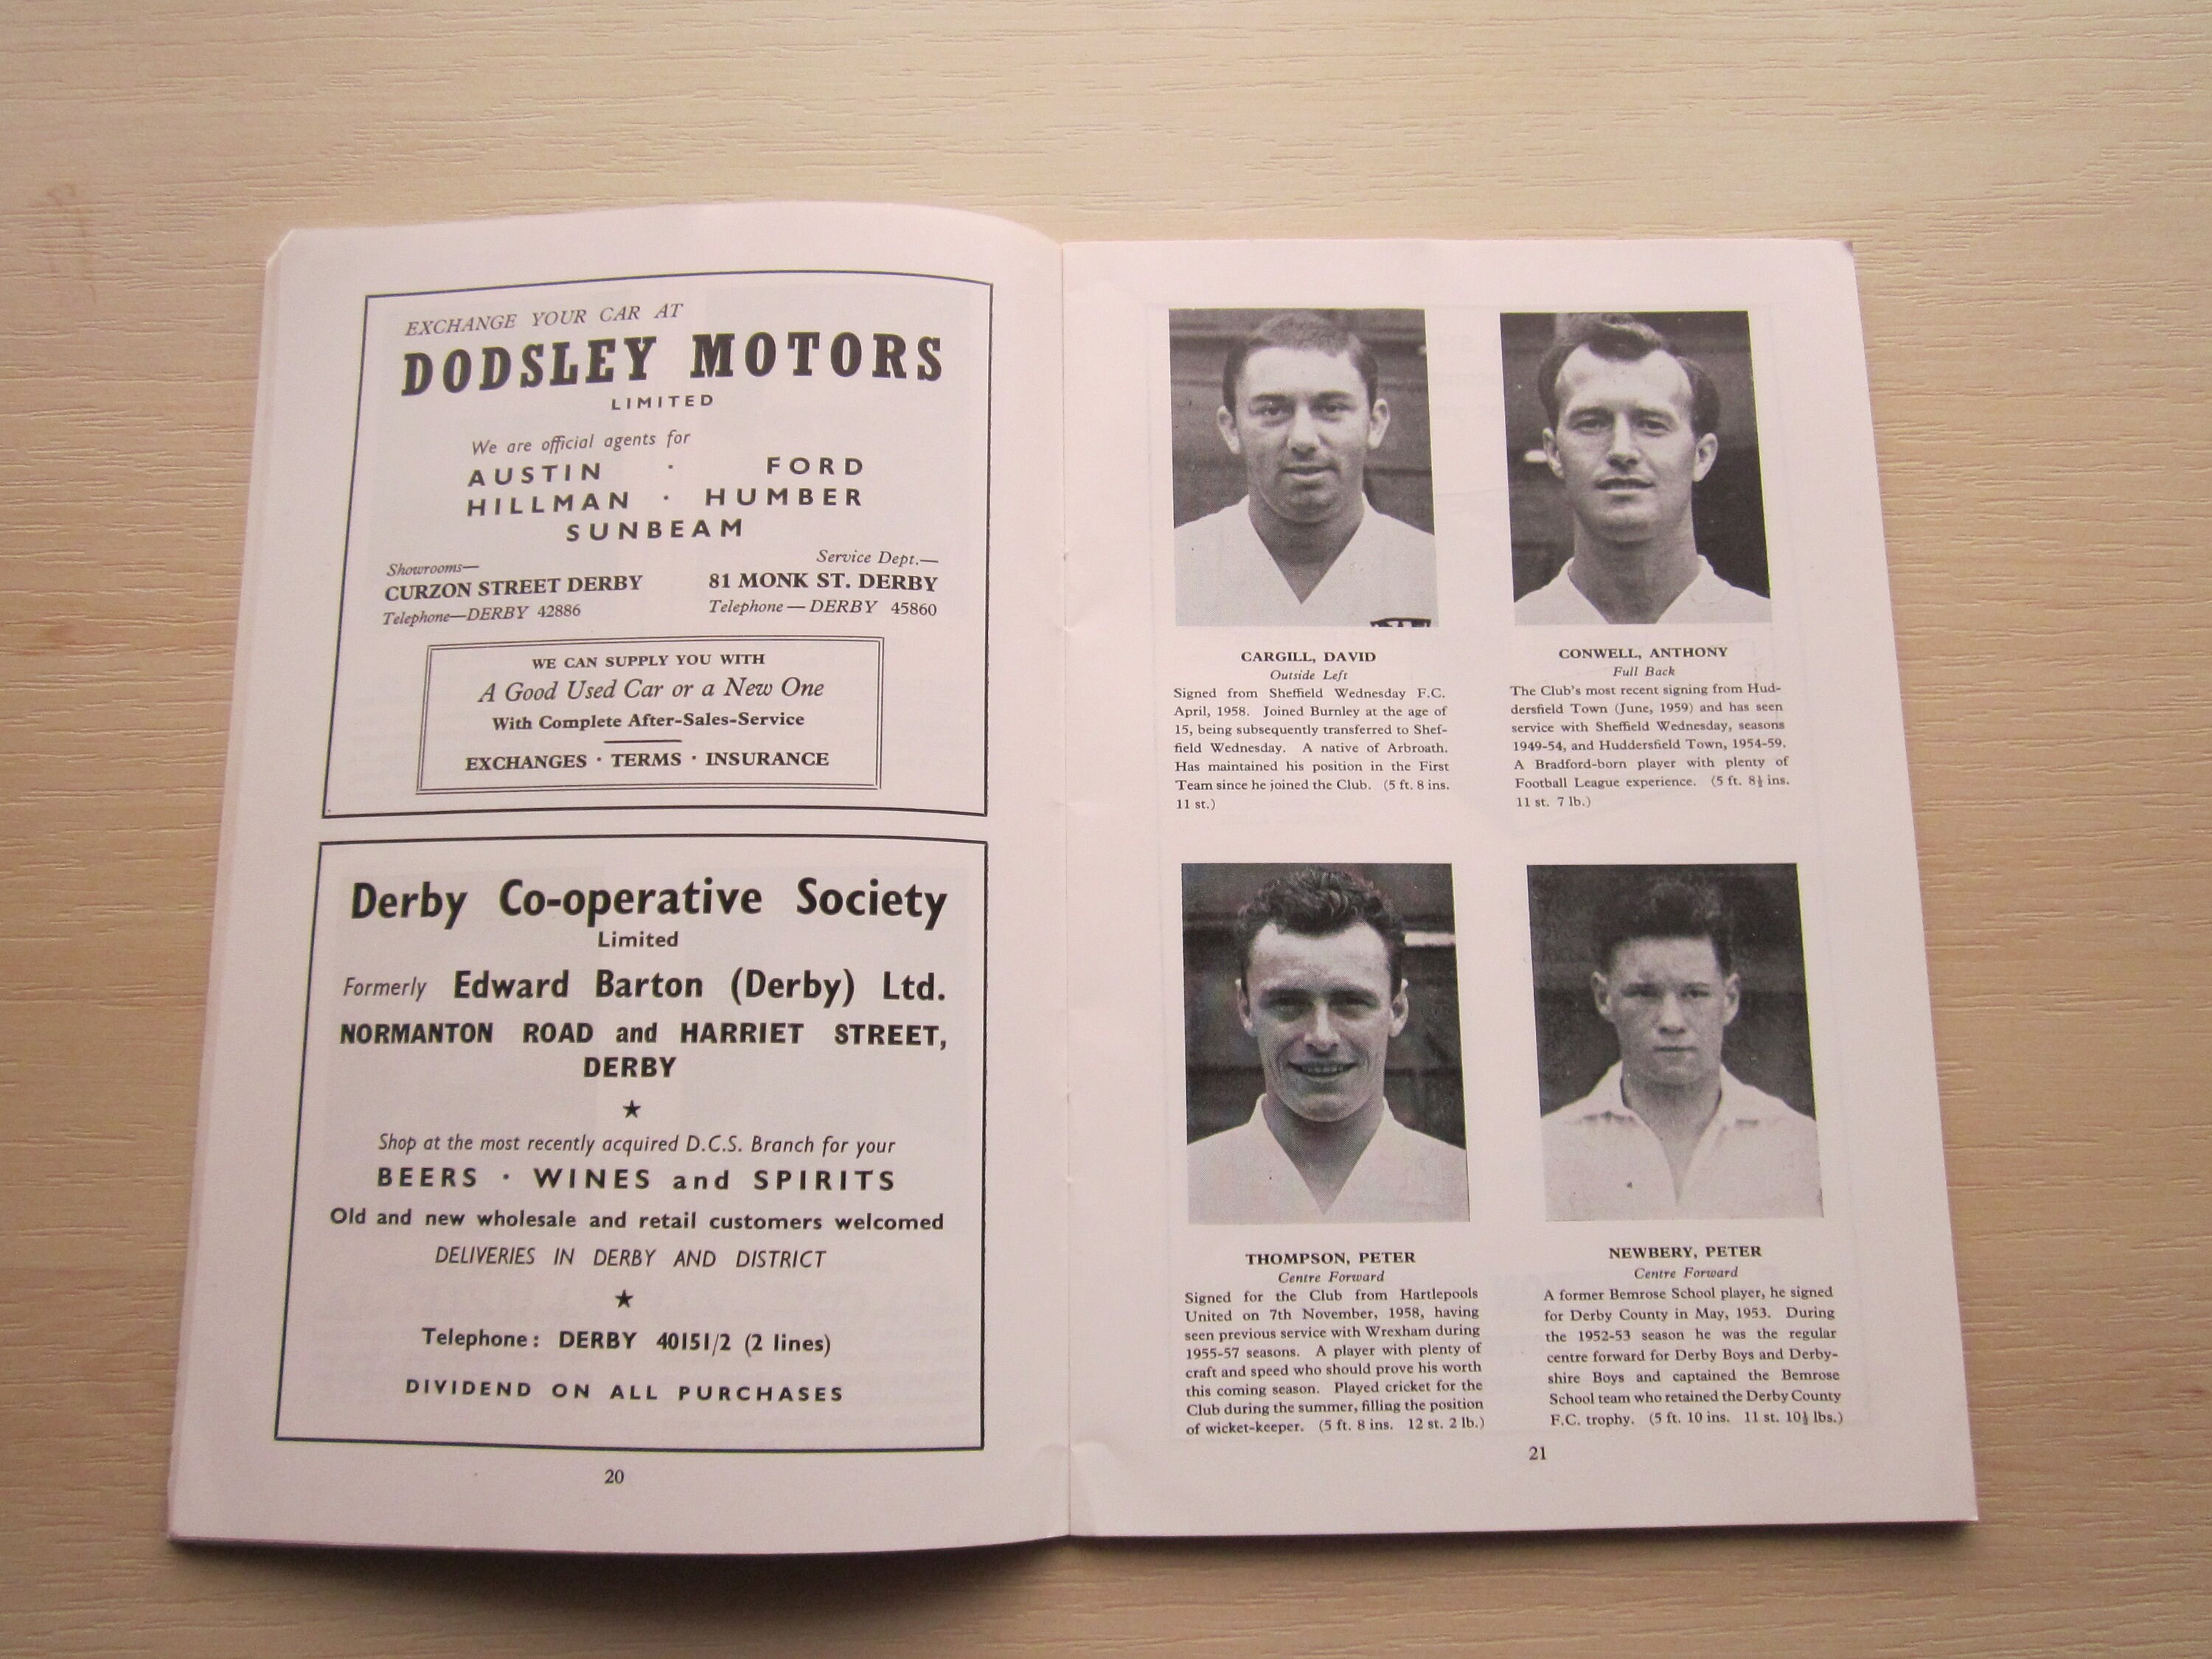 EXCHANGE YOUR CAR AT
DODSLEY MOTORS
LIMITED
We are official agents for
AUSTIN · FORD
HILLMAN · HUMBER
SUNBEAM
Showrooms—
CURZON STREET DERBY
Telephone—DERBY 42886
Service Dept.—
81 MONK ST. DERBY
Telephone — DERBY 45860
WE CAN SUPPLY YOU WITH
A Good Used Car or a New One
With Complete After-Sales-Service
EXCHANGES · TERMS · INSURANCE
Derby Co-operative Society
Limited
Formerly Edward Barton (Derby) Ltd.
NORMANTON ROAD and HARRIET STREET,
DERBY
★
Shop at the most recently acquired D.C.S. Branch for your
BEERS · WINES and SPIRITS
Old and new wholesale and retail customers welcomed
DELIVERIES IN DERBY AND DISTRICT
★
Telephone: DERBY 40151/2 (2 lines)
DIVIDEND ON ALL PURCHASES
20
CARGILL, DAVID
Outside Left
Signed from Sheffield Wednesday F.C.
April, 1958. Joined Burnley at the age of
15, being subsequently transferred to Shef-
field Wednesday. A native of Arbroath.
Has maintained his position in the First
Team since he joined the Club. (5 ft. 8 ins.
11 st.)
CONWELL, ANTHONY
Full Back
The Club's most recent signing from Hud-
dersfield Town (June, 1959) and has seen
service with Sheffield Wednesday, seasons
1949-54, and Huddersfield Town, 1954-59.
A Bradford-born player with plenty of
Football League experience. (5 ft. 8½ ins.
11 st. 7 lb.)
THOMPSON, PETER
Centre Forward
Signed for the Club from Hartlepools
United on 7th November, 1958, having
seen previous service with Wrexham during
1955-57 seasons. A player with plenty of
craft and speed who should prove his worth
this coming season. Played cricket for the
Club during the summer, filling the position
of wicket-keeper. (5 ft. 8 ins. 12 st. 2 lb.)
NEWBERY, PETER
Centre Forward
A former Bemrose School player, he signed
for Derby County in May, 1953. During
the 1952-53 season he was the regular
centre forward for Derby Boys and Derby-
shire Boys and captained the Bemrose
School team who retained the Derby County
F.C. trophy. (5 ft. 10 ins. 11 st. 10½ lbs.)
21